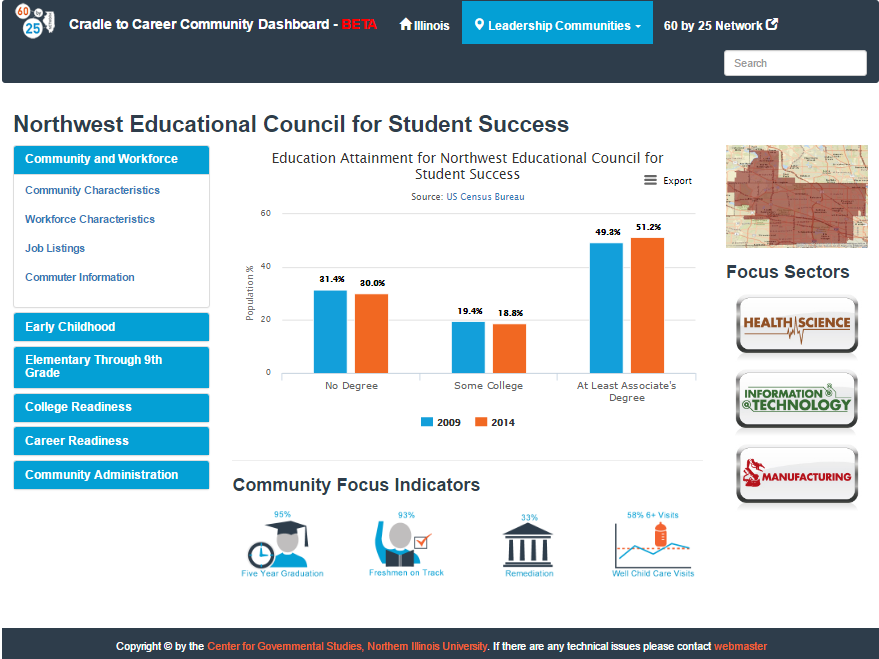 60 by 25
Cradle to Career Community Dashboard - BETA
Illinois
Leadership Communities
60 by 25 Network
Search
Northwest Educational Council for Student Success
Community and Workforce
Community Characteristics
Workforce Characteristics
Job Listings
Commuter Information
Early Childhood
Elementary Through 9th
Grade
College Readiness
Career Readiness
Community Administration
Education Attainment for Northwest Educational Council for
Student Success
Export
Source: US Census Bureau
Population %
60
40
20
0
31.4%
30.0%
19.4%
18.8%
49.3%
51.2%
No Degree
Some College
At Least Associate's
Degree
2009
2014
Community Focus Indicators
95%
Five Year Graduation
93%
Freshmen on Track
33%
Remediation
58% 6+ Visits
Well Child Care Visits
Focus Sectors
HEALTH SCIENCE
INFORMATION
TECHNOLOGY
MANUFACTURING
Copyright © by the Center for Governmental Studies, Northern Illinois University. If there are any technical issues please contact webmaster